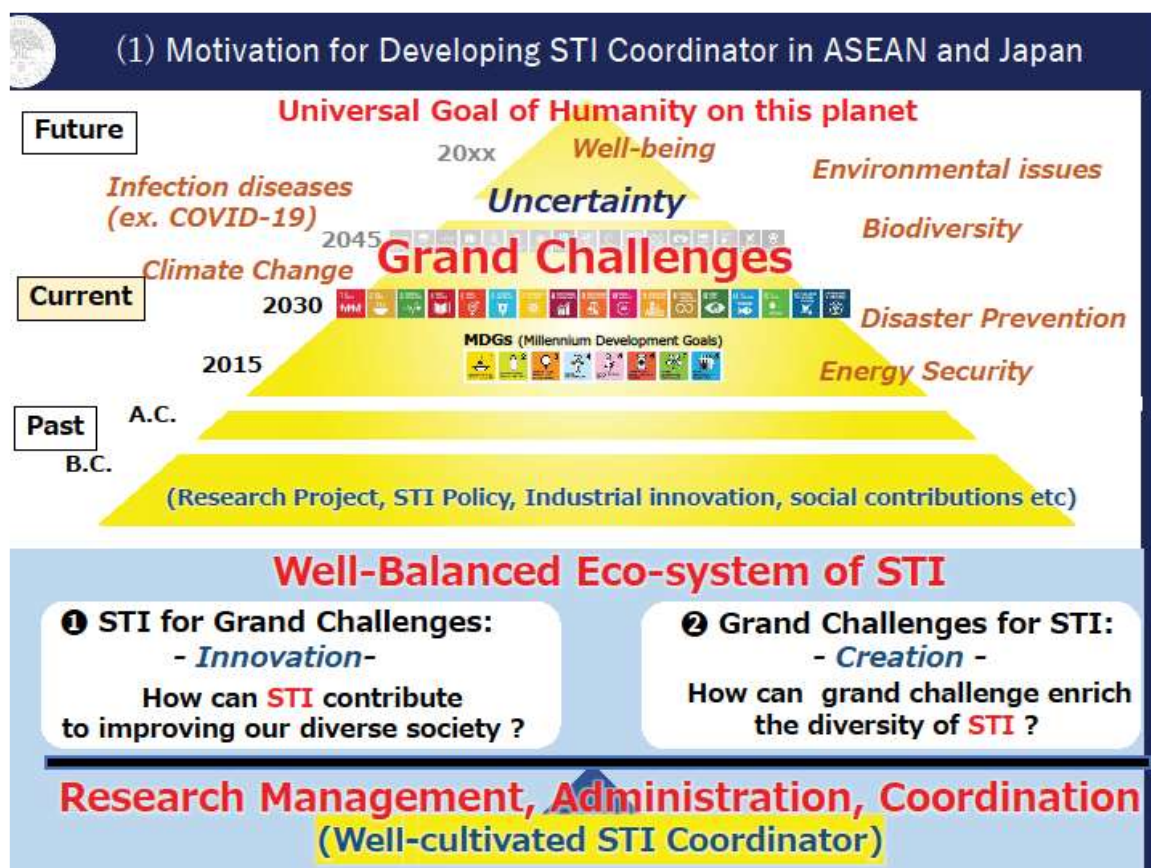 (1) Motivation for Developing STI Coordinator in ASEAN and Japan
Universal Goal of Humanity on this planet
Future
20xx
Well-being
Environmental issues
Infection diseases
(ex. COVID-19)
Uncertainty
2045
Biodiversity
Grand Challenges
Climate Change
Current
2030
Disaster Prevention
MDGs (Millennium Development Goals)
2015
Energy Security
A.C.
Past
B.C.
(Research Project, STI Policy, Industrial innovation, social contributions etc)
Well-Balanced Eco-system of STI
❶ STI for Grand Challenges:
- Innovation-
How can STI contribute
to improving our diverse society ?
❷ Grand Challenges for STI:
- Creation -
How can grand challenge enrich
the diversity of STI ?
Research Management, Administration, Coordination
(Well-cultivated STI Coordinator)